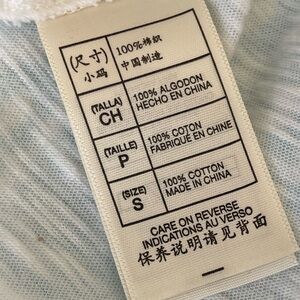 (尺寸) 100%棉织
小码 中国制造
(TALLA) 100% ALGODON
CH HECHO EN CHINA
(TAILLE) 100% COTON
P FABRIQUÉ EN CHINE
(SIZE) 100% COTTON
S MADE IN CHINA
CARE ON REVERSE
INDICATIONS AU VERSO
保养说明请见背面